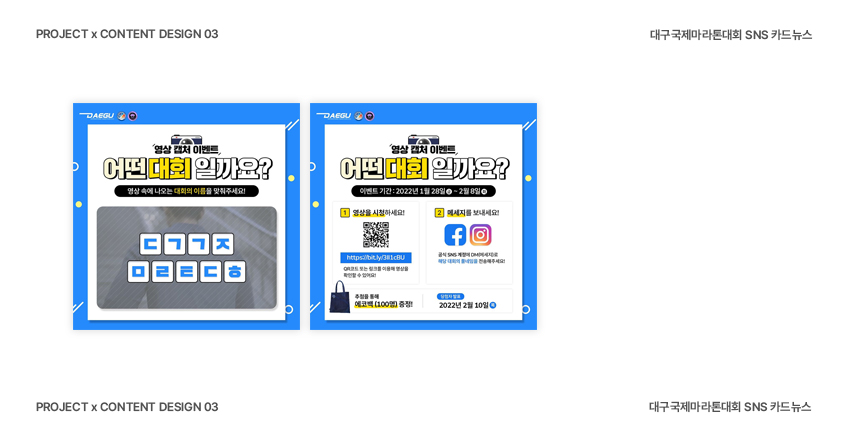 PROJECT x CONTENT DESIGN 03
대구국제마라톤대회 SNS 카드뉴스
DAEGU
영상 캡처 이벤트
어떤 대회 일까요?
영상 속에 나오는 대회의 이름을 맞춰주세요!
ㄷㄱㄱㅈ
ㅁㄹㅌㄷㅎ
DAEGU
영상 캡처 이벤트
어떤 대회 일까요?
이벤트 기간 : 2022년 1월 28일 금 ~ 2월 8일 화
1 영상을 시청하세요!
https://bit.ly/3II1cBU
QR코드 또는 링크를 이용해 영상을
확인할 수 있어요!
2 메세지를 보내세요!
공식 SNS 계정의 DM(메세지)로
해당 대회의 풀네임을 전송해주세요!
추첨을 통해
에코백 (100명) 증정!
당첨자 발표
2022년 2월 10일 목
PROJECT x CONTENT DESIGN 03
대구국제마라톤대회 SNS 카드뉴스